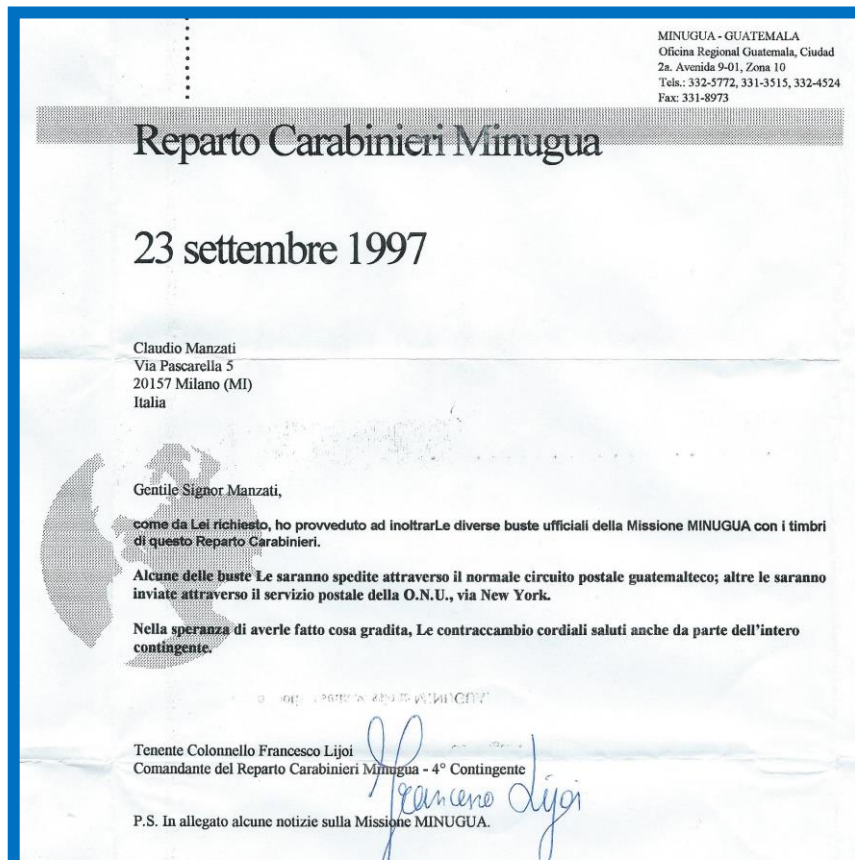 MINUGUA - GUATEMALA
Oficina Regional Guatemala, Ciudad
2a. Avenida 9-01, Zona 10
Tels.: 332-5772, 331-3515, 332-4524
Fax: 331-8973
Reparto Carabinieri Minugua
23 settembre 1997
Claudio Manzati
Via Pascarella 5
20157 Milano (MI)
Italia
Gentile Signor Manzati,
come da Lei richiesto, ho provveduto ad inoltrarLe diverse buste ufficiali della Missione MINUGUA con i timbri
di questo Reparto Carabinieri.
Alcune delle buste Le saranno spedite attraverso il normale circuito postale guatemalteco; altre le saranno
inviate attraverso il servizio postale della O.N.U., via New York.
Nella speranza di averle fatto cosa gradita, Le contraccambio cordiali saluti anche da parte dell'intero
contingente.
Tenente Colonnello Francesco Lijoi
Comandante del Reparto Carabinieri Minugua - 4° Contingente
Francesco Lijoi
P.S. In allegato alcune notizie sulla Missione MINUGUA.